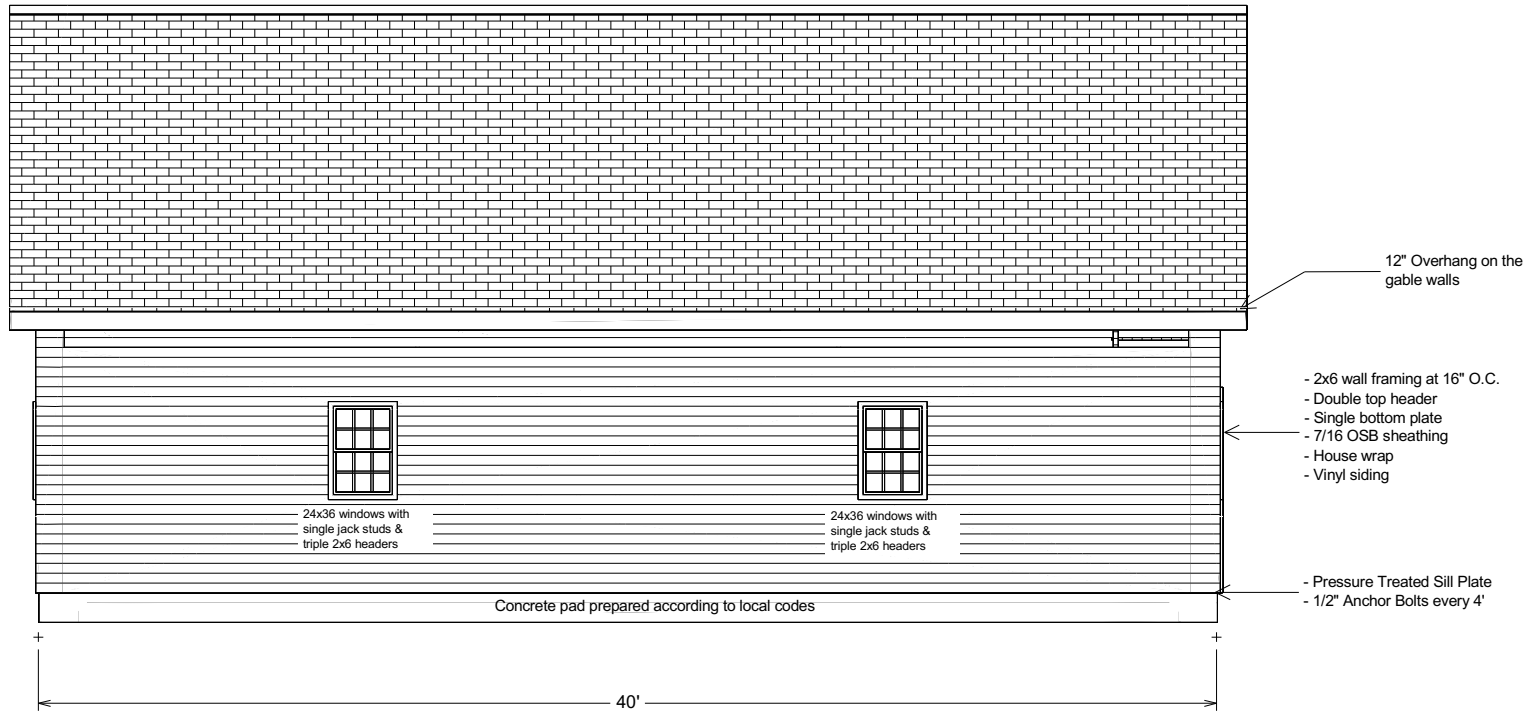 12" Overhang on the
gable walls
- 2x6 wall framing at 16" O.C.
- Double top header
- Single bottom plate
- 7/16 OSB sheathing
- House wrap
- Vinyl siding
24x36 windows with
single jack studs &
triple 2x6 headers
24x36 windows with
single jack studs &
triple 2x6 headers
- Pressure Treated Sill Plate
- 1/2" Anchor Bolts every 4'
Concrete pad prepared according to local codes
40'